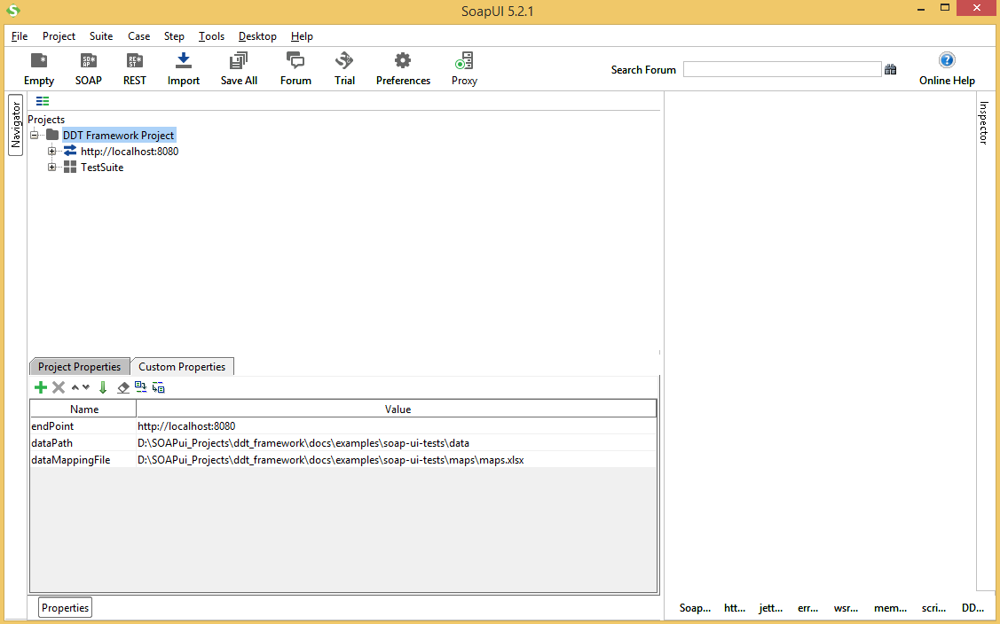 SoapUI 5.2.1
File Project Suite Case Step Tools Desktop Help
Empty SOAP REST Import Save All Forum Trial Preferences Proxy Search Forum Online Help
Navigator
Inspector
Projects
DDT Framework Project
http://localhost:8080
TestSuite
Project Properties Custom Properties
Name Value
endPoint http://localhost:8080
dataPath D:\SOAPui_Projects\ddt_framework\docs\examples\soap-ui-tests\data
dataMappingFile D:\SOAPui_Projects\ddt_framework\docs\examples\soap-ui-tests\maps\maps.xlsx
Properties Soap... htt... jett... err... wsr... mem... scri... DD...